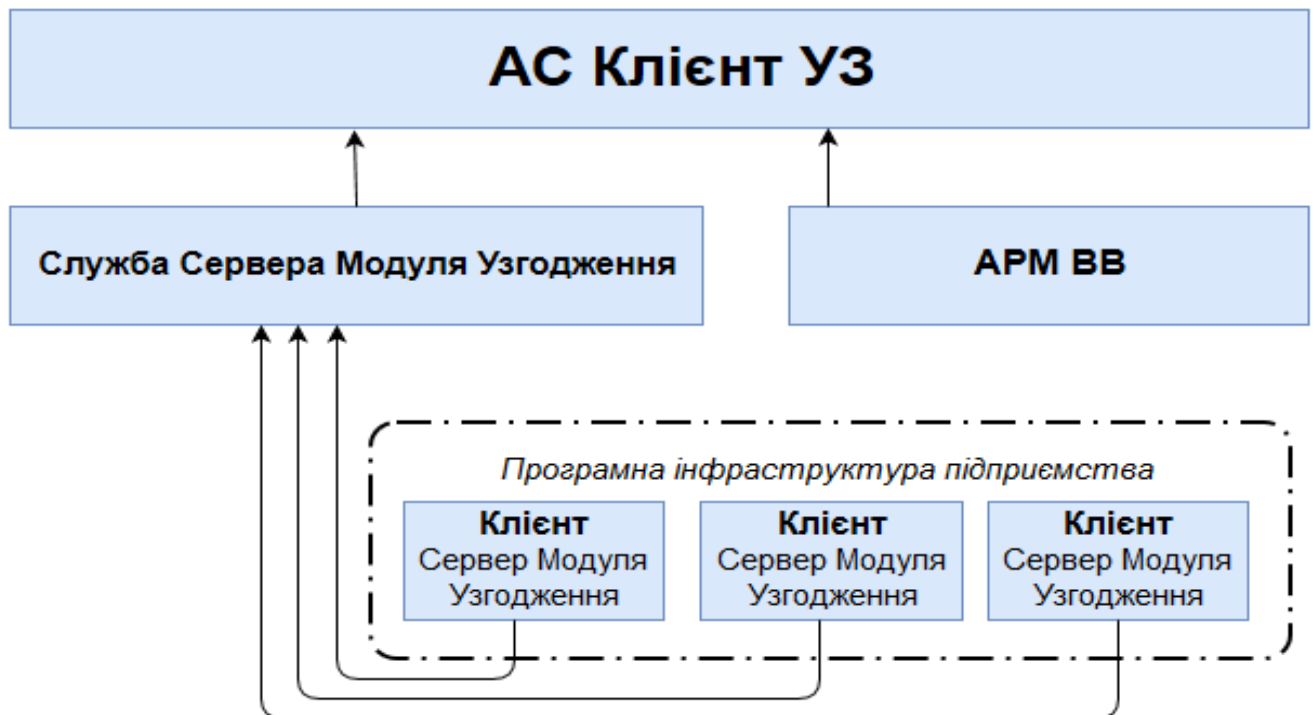 АС Клієнт УЗ
Служба Сервера Модуля Узгодження
АРМ ВВ
Програмна інфраструктура підприємства
Клієнт
Сервер Модуля
Узгодження
Клієнт
Сервер Модуля
Узгодження
Клієнт
Сервер Модуля
Узгодження